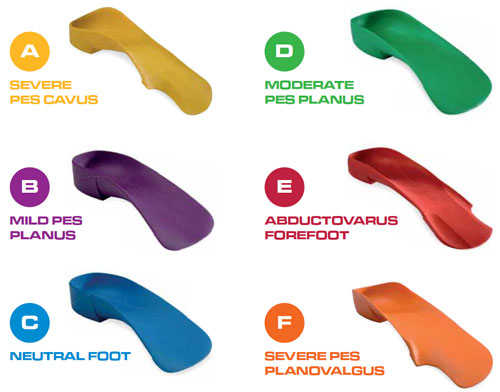 A
SEVERE
PES CAVUS
B
MILD PES
PLANUS
C
NEUTRAL FOOT
D
MODERATE
PES PLANUS
E
ABDUCTOVARUS
FOREFOOT
F
SEVERE PES
PLANOVALGUS